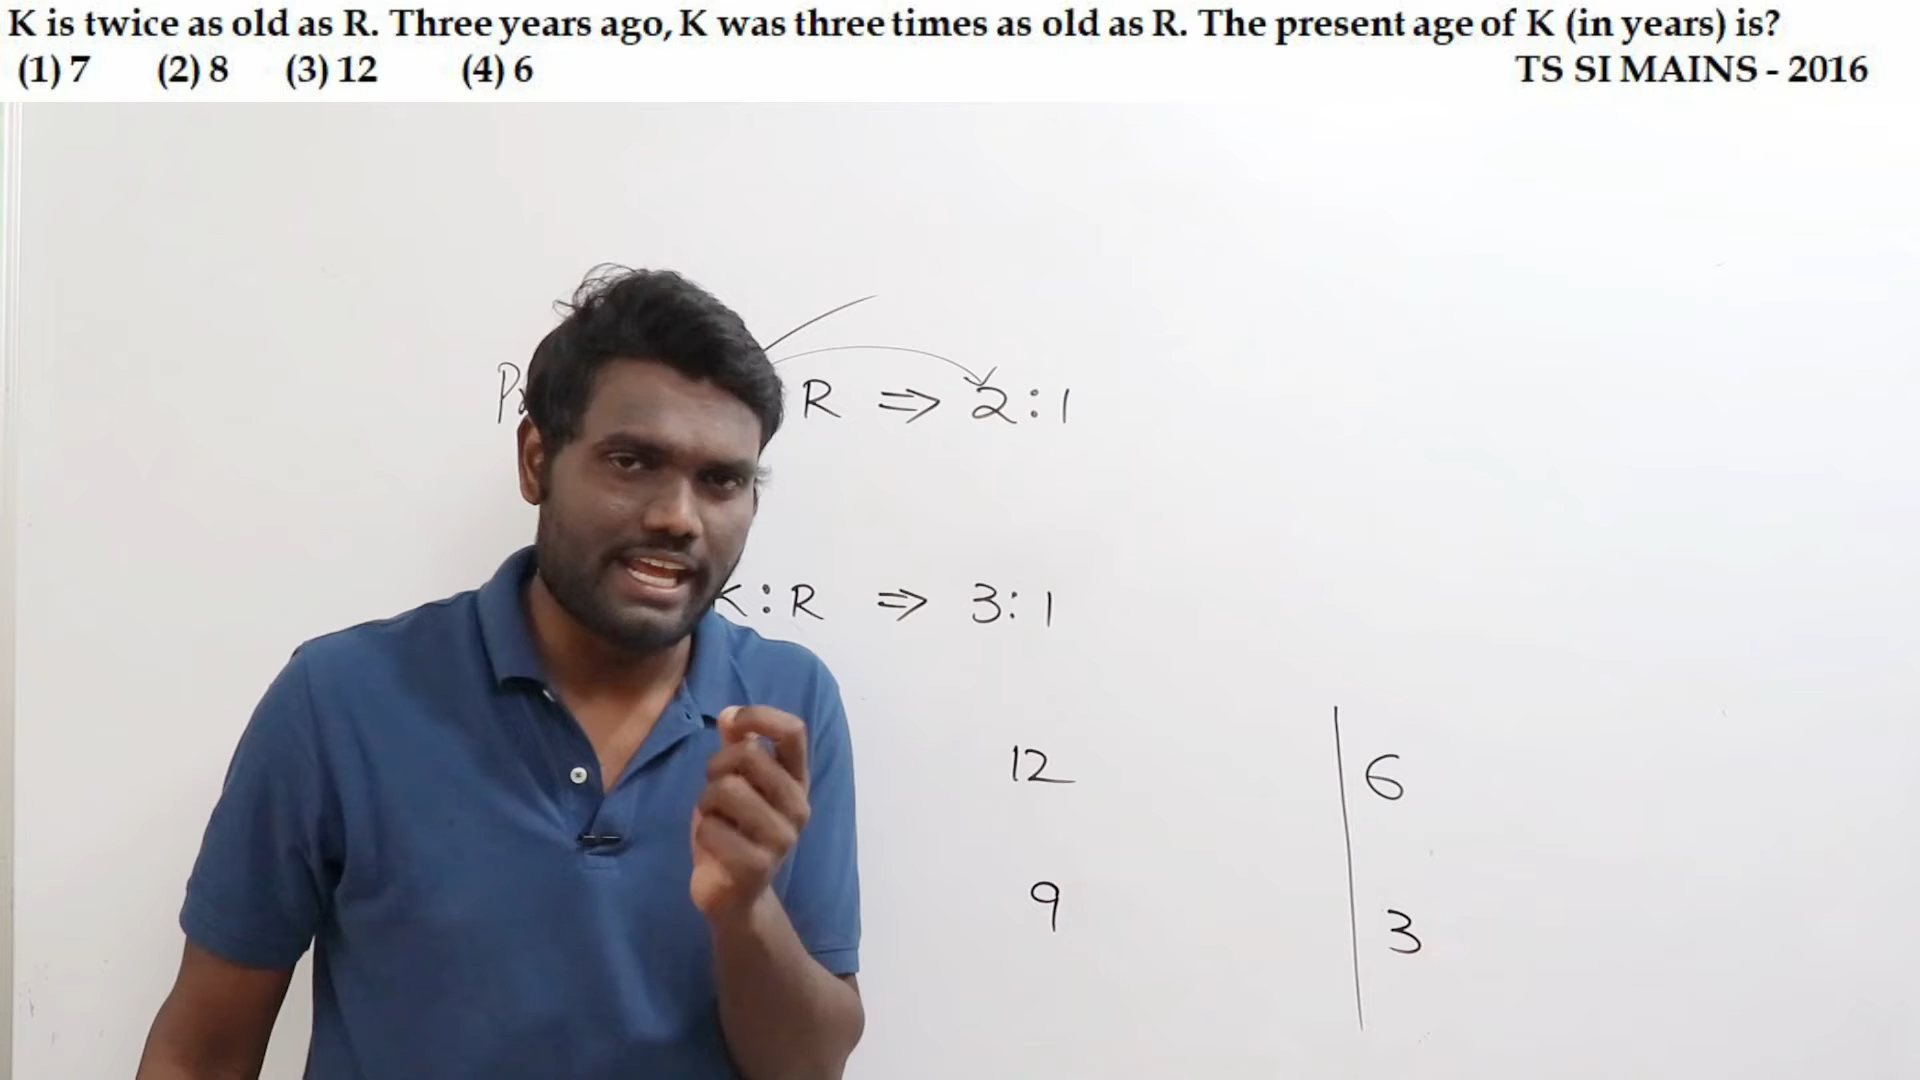 K is twice as old as R. Three years ago, K was three times as old as R. The present age of K (in years) is?
(1) 7 (2) 8 (3) 12 (4) 6 TS SI MAINS - 2016
R ⇒ 2:1
K:R ⇒ 3:1
12 6
9 3